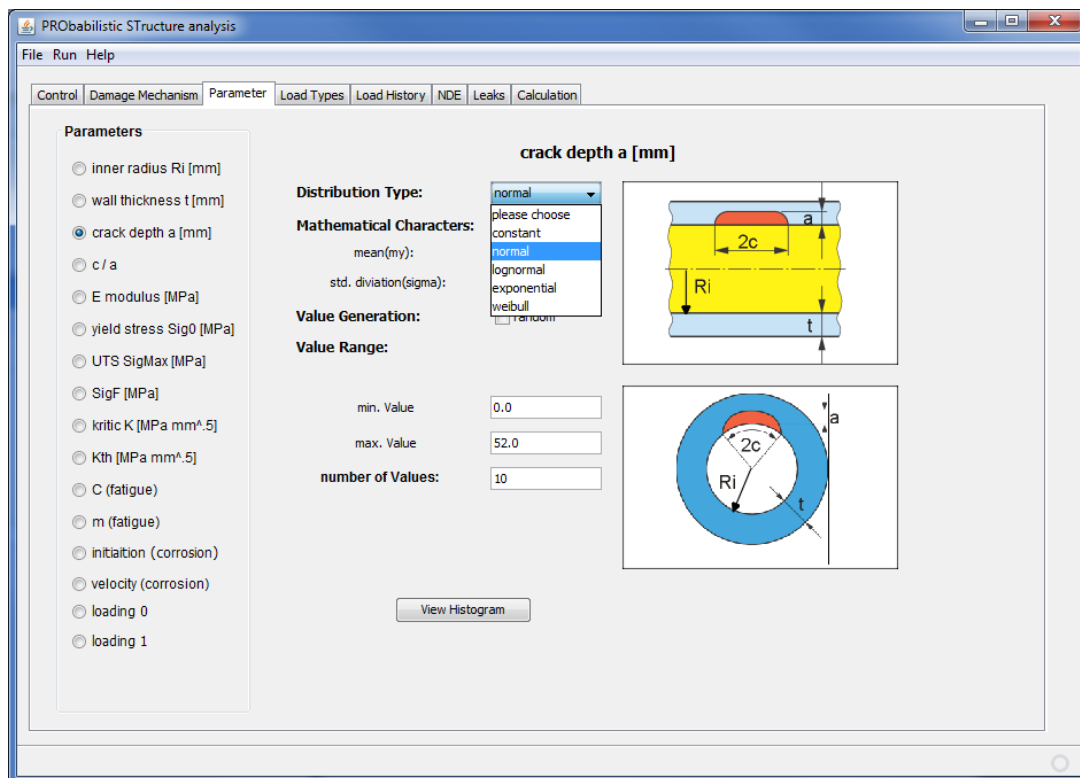 PRObabilistic STructure analysis
File Run Help
Control Damage Mechanism Parameter Load Types Load History NDE Leaks Calculation
Parameters
inner radius Ri [mm]
wall thickness t [mm]
crack depth a [mm]
c / a
E modulus [MPa]
yield stress Sig0 [MPa]
UTS SigMax [MPa]
SigF [MPa]
kritic K [MPa mm^.5]
Kth [MPa mm^.5]
C (fatigue)
m (fatigue)
initiaition (corrosion)
velocity (corrosion)
loading 0
loading 1
crack depth a [mm]
Distribution Type: normal
please choose
constant
normal
lognormal
exponential
weibull
Mathematical Characters:
mean(my):
std. diviation(sigma):
Value Generation: random
Value Range:
min. Value 0.0
max. Value 52.0
number of Values: 10
View Histogram
a
2c
Ri
t
a
2c
Ri
t